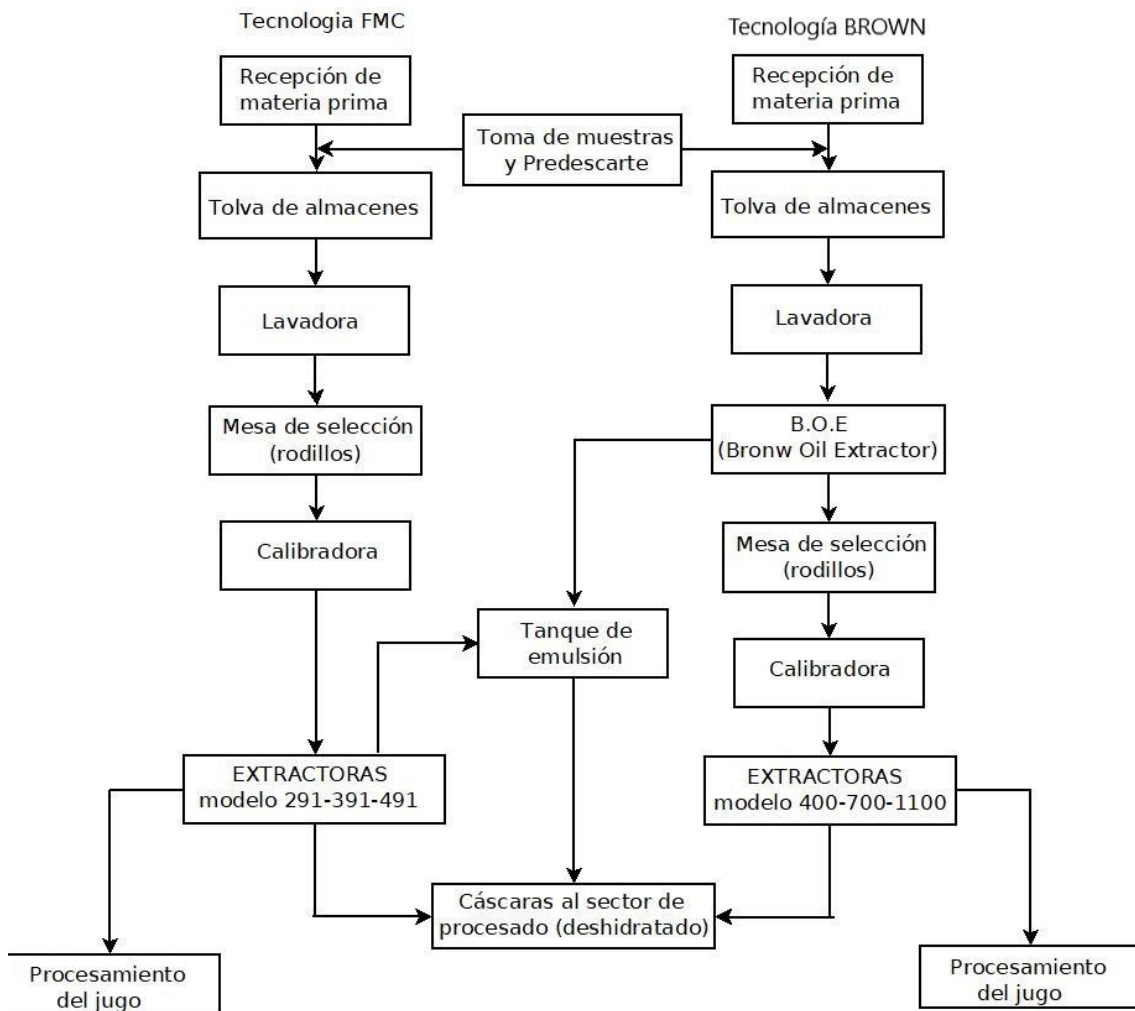 Tecnologia FMC
Tecnología BROWN
Recepción de
materia prima
Recepción de
materia prima
Toma de muestras
y Predescarte
Tolva de almacenes
Tolva de almacenes
Lavadora
Lavadora
Mesa de selección
(rodillos)
B.O.E
(Bronw Oil Extractor)
Calibradora
Mesa de selección
(rodillos)
Tanque de
emulsión
Calibradora
EXTRACTORAS
modelo 291-391-491
EXTRACTORAS
modelo 400-700-1100
Cáscaras al sector de
procesado (deshidratado)
Procesamiento
del jugo
Procesamiento
del jugo